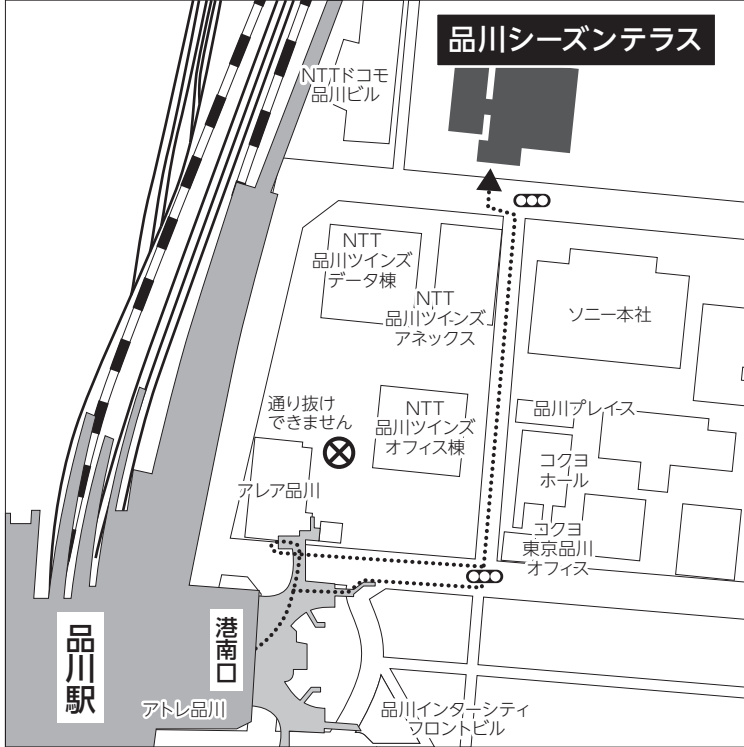 品川シーズンテラス
NTTドコモ
品川ビル
NTT
品川ツインズ
データ棟
NTT
品川ツインズ
アネックス
ソニー本社
通り抜け
できません
NTT
品川ツインズ
オフィス棟
品川プレイス
コクヨ
ホール
アレア品川
コクヨ
東京品川
オフィス
品川駅
港南口
アトレ品川
品川インターシティ
フロントビル